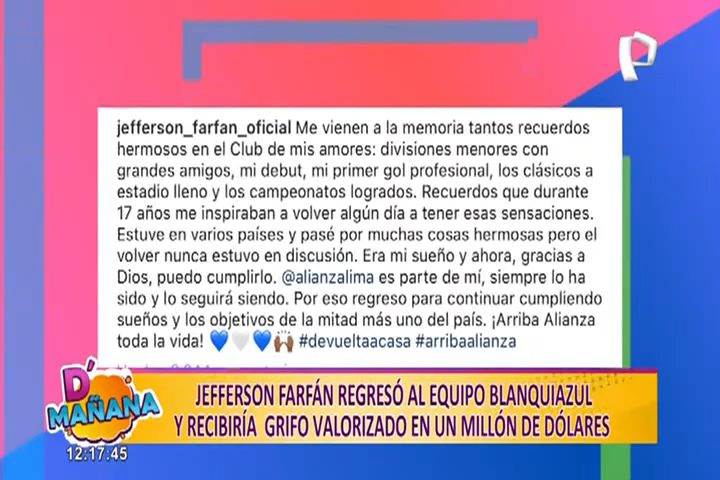 jefferson_farfan_oficial Me vienen a la memoria tantos recuerdos
hermosos en el Club de mis amores: divisiones menores con
grandes amigos, mi debut, mi primer gol profesional, los clásicos a
estadio lleno y los campeonatos logrados. Recuerdos que durante
17 años me inspiraban a volver algún día a tener esas sensaciones.
Estuve en varios países y pasé por muchas cosas hermosas pero el
volver nunca estuvo en discusión. Era mi sueño y ahora, gracias a
Dios, puedo cumplirlo. @alianzalima es parte de mí, siempre lo ha
sido y lo seguirá siendo. Por eso regreso para continuar cumpliendo
sueños y los objetivos de la mitad más uno del país. ¡Arriba Alianza
toda la vida! 💙🤍💙🙌🏾 #devueltaacasa #arribaalianza
D'
MAÑANA
JEFFERSON FARFÁN REGRESÓ AL EQUIPO BLANQUIAZUL
Y RECIBIRÍA GRIFO VALORIZADO EN UN MILLÓN DE DÓLARES
12:17:45